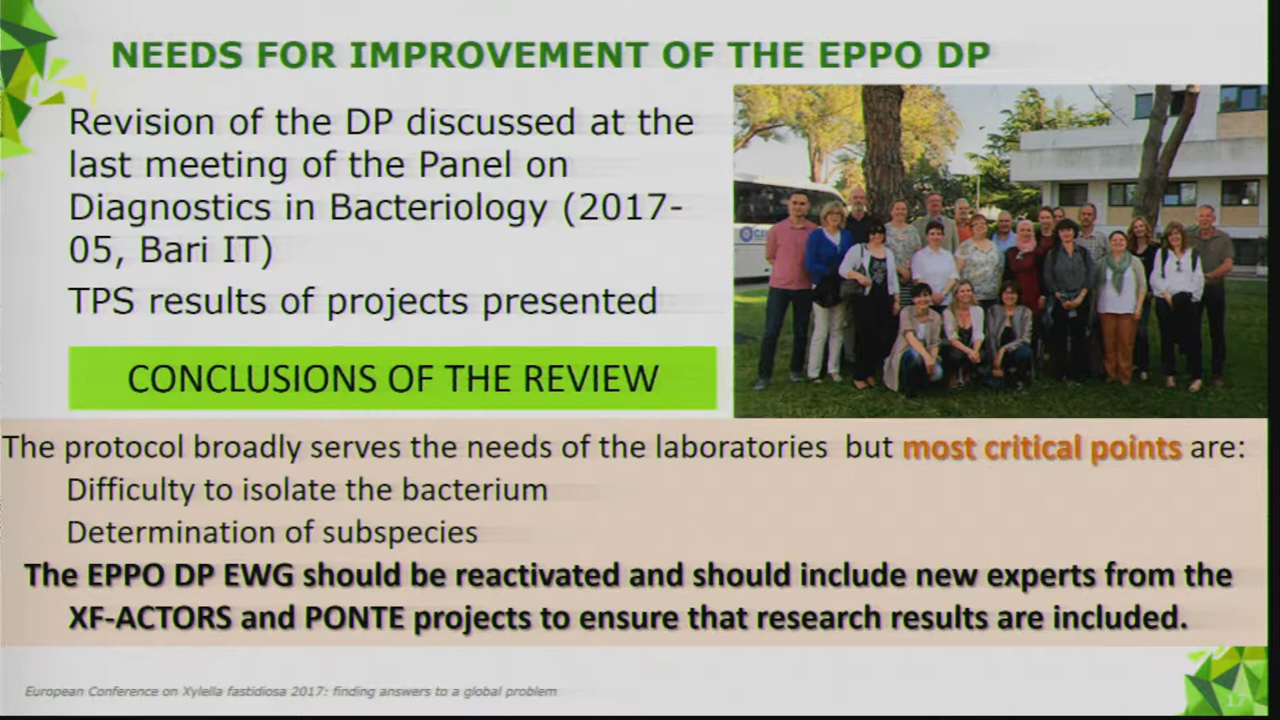 NEEDS FOR IMPROVEMENT OF THE EPPO DP
Revision of the DP discussed at the
last meeting of the Panel on
Diagnostics in Bacteriology (2017-
05, Bari IT)
TPS results of projects presented
CONCLUSIONS OF THE REVIEW
The protocol broadly serves the needs of the laboratories but most critical points are:
Difficulty to isolate the bacterium
Determination of subspecies
The EPPO DP EWG should be reactivated and should include new experts from the
XF-ACTORS and PONTE projects to ensure that research results are included.
European Conference on Xylella fastidiosa 2017: finding answers to a global problem
17